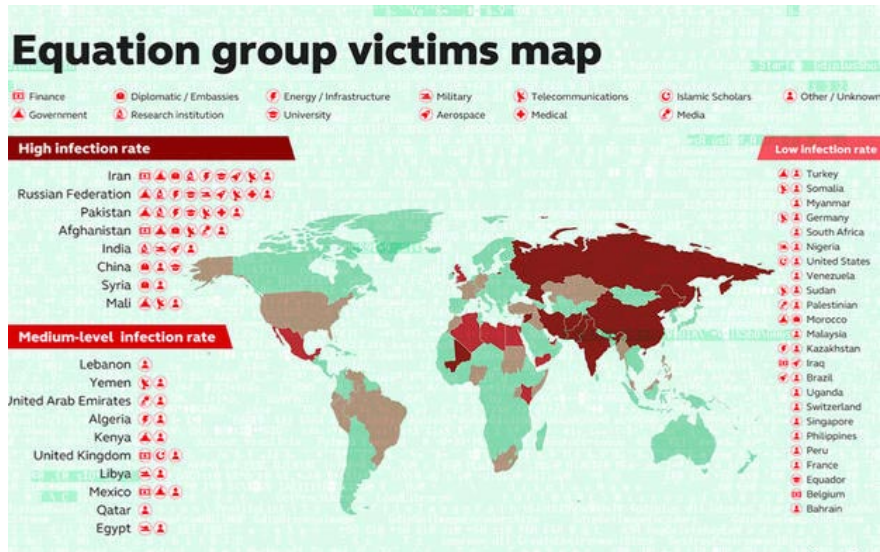 Equation group victims map
Finance
Diplomatic / Embassies
Energy / Infrastructure
Military
Telecommunications
Islamic Scholars
Other / Unknown
Government
Research institution
University
Aerospace
Medical
Media
High infection rate
Iran
Russian Federation
Pakistan
Afghanistan
India
China
Syria
Mali
Medium-level infection rate
Lebanon
Yemen
United Arab Emirates
Algeria
Kenya
United Kingdom
Libya
Mexico
Qatar
Egypt
Low infection rate
Turkey
Somalia
Myanmar
Germany
South Africa
Nigeria
United States
Venezuela
Sudan
Palestinian
Morocco
Malaysia
Kazakhstan
Iraq
Brazil
Uganda
Switzerland
Singapore
Philippines
Peru
France
Equador
Belgium
Bahrain